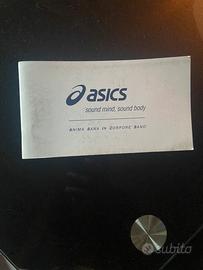 asics
sound mind, sound body
ANIMA SANA IN CORPORE SANO
subito